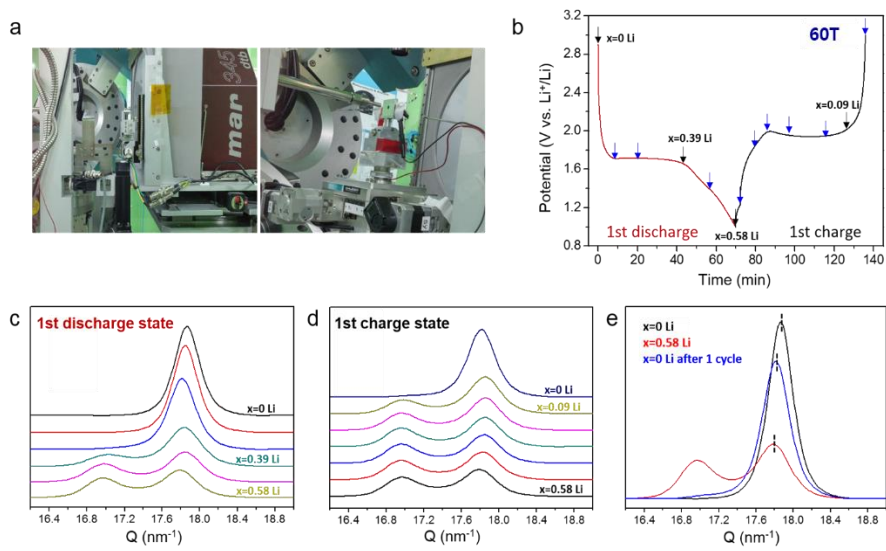 a
mar
345
dtb
b
60T
Potential (V vs. Li⁺/Li)
3.2
2.8
2.4
2.0
1.6
1.2
0.8
x=0 Li
x=0.39 Li
x=0.09 Li
x=0.58 Li
1st discharge
1st charge
0 20 40 60 80 100 120 140
Time (min)
c
1st discharge state
x=0 Li
x=0.39 Li
x=0.58 Li
16.4 16.8 17.2 17.6 18.0 18.4 18.8
Q (nm⁻¹)
d
1st charge state
x=0 Li
x=0.09 Li
x=0.58 Li
16.4 16.8 17.2 17.6 18.0 18.4 18.8
Q (nm⁻¹)
e
x=0 Li
x=0.58 Li
x=0 Li after 1 cycle
16.4 16.8 17.2 17.6 18.0 18.4 18.8
Q (nm⁻¹)